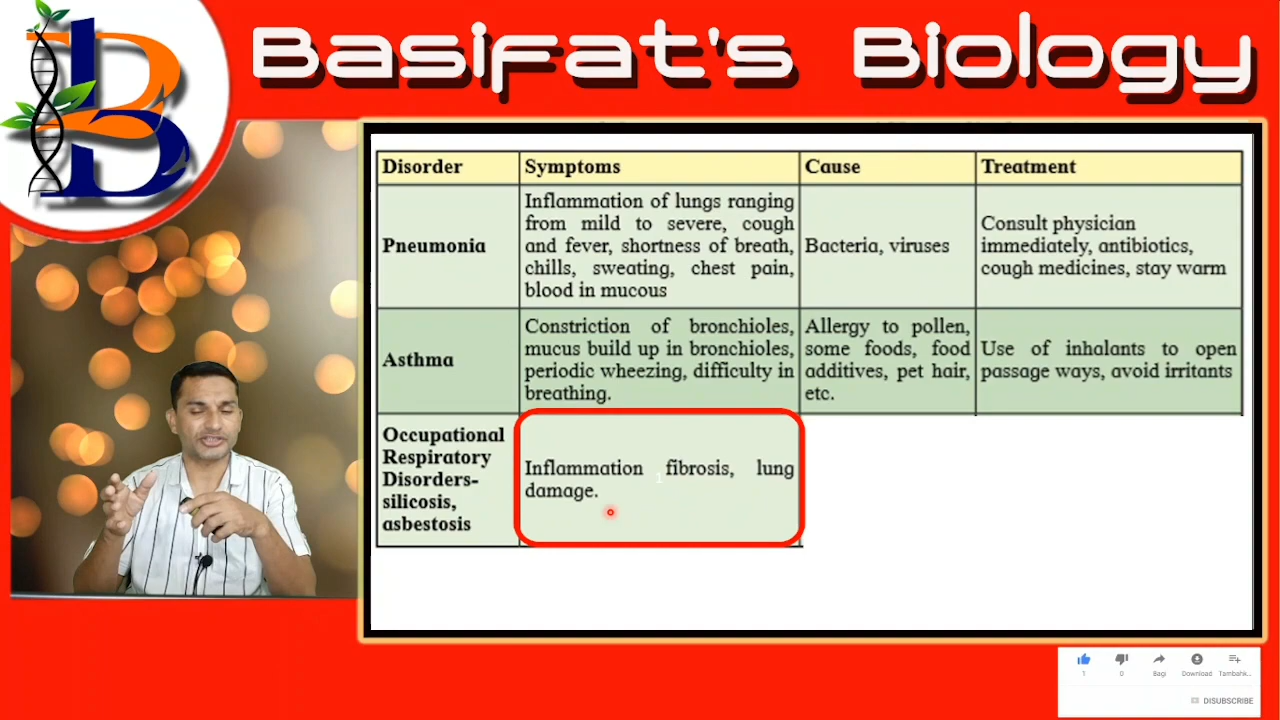 Basifat's Biology
B
Disorder
Symptoms
Cause
Treatment
Pneumonia
Inflammation of lungs ranging
from mild to severe, cough
and fever, shortness of breath,
chills, sweating, chest pain,
blood in mucous
Bacteria, viruses
Consult physician
immediately, antibiotics,
cough medicines, stay warm
Asthma
Constriction of bronchioles,
mucus build up in bronchioles,
periodic wheezing, difficulty in
breathing.
Allergy to pollen,
some foods, food
additives, pet hair,
etc.
Use of inhalants to open
passage ways, avoid irritants
Occupational
Respiratory
Disorders-
silicosis,
asbestosis
Inflammation fibrosis, lung
damage.
1
1
0
Bagi
Download
Tambahk...
DISUBSCRIBE